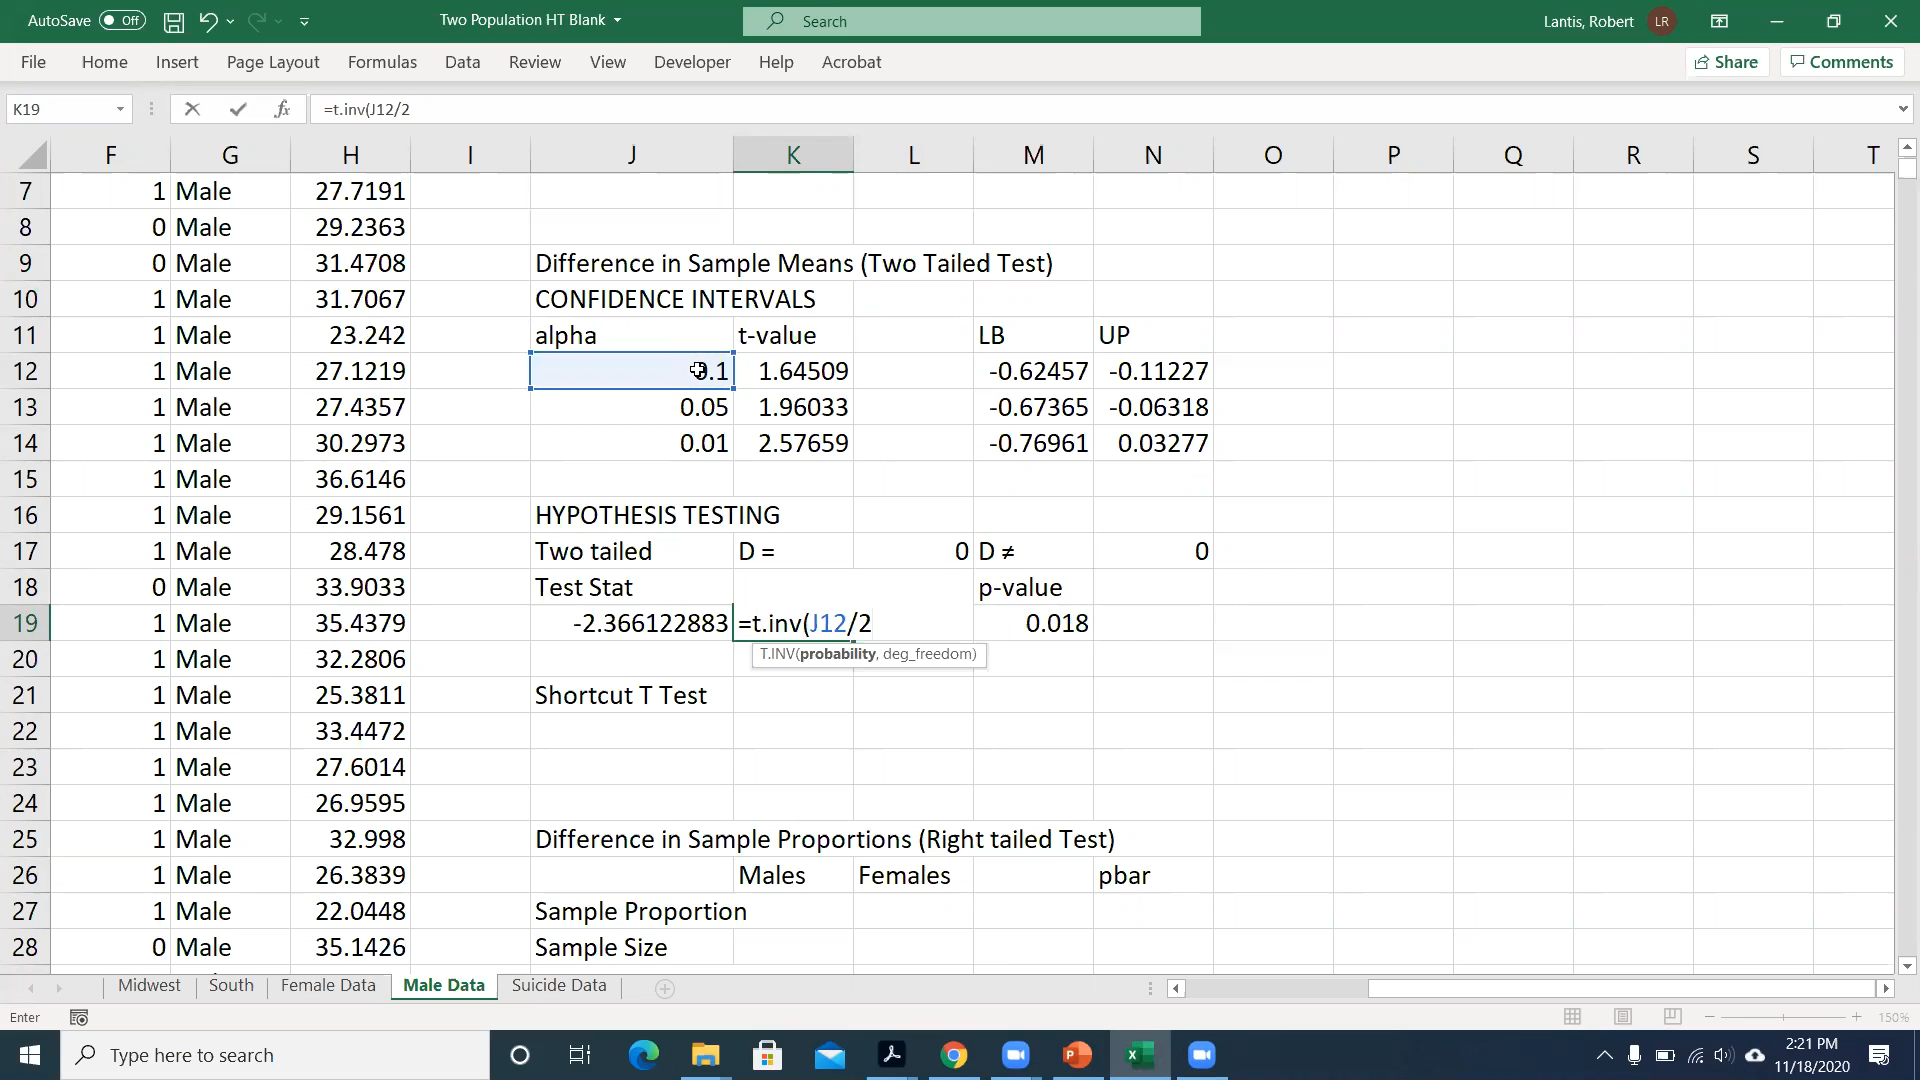 AutoSave Off Two Population HT Blank Search Lantis, Robert LR
File Home Insert Page Layout Formulas Data Review View Developer Help Acrobat Share Comments
K19 fx =t.inv(J12/2
F G H I J K L M N O P Q R S T
7 1 Male 27.7191
8 0 Male 29.2363
9 0 Male 31.4708 Difference in Sample Means (Two Tailed Test)
10 1 Male 31.7067 CONFIDENCE INTERVALS
11 1 Male 23.242 alpha t-value LB UP
12 1 Male 27.1219 0.1 1.64509 -0.62457 -0.11227
13 1 Male 27.4357 0.05 1.96033 -0.67365 -0.06318
14 1 Male 30.2973 0.01 2.57659 -0.76961 0.03277
15 1 Male 36.6146
16 1 Male 29.1561 HYPOTHESIS TESTING
17 1 Male 28.478 Two tailed D = 0 D ≠ 0
18 0 Male 33.9033 Test Stat p-value
19 1 Male 35.4379 -2.366122883 =t.inv(J12/2 0.018
T.INV(probability, deg_freedom)
20 1 Male 32.2806
21 1 Male 25.3811 Shortcut T Test
22 1 Male 33.4472
23 1 Male 27.6014
24 1 Male 26.9595
25 1 Male 32.998 Difference in Sample Proportions (Right tailed Test)
26 1 Male 26.3839 Males Females pbar
27 1 Male 22.0448 Sample Proportion
28 0 Male 35.1426 Sample Size
Midwest South Female Data Male Data Suicide Data
Enter 150%
Type here to search 2:21 PM
11/18/2020